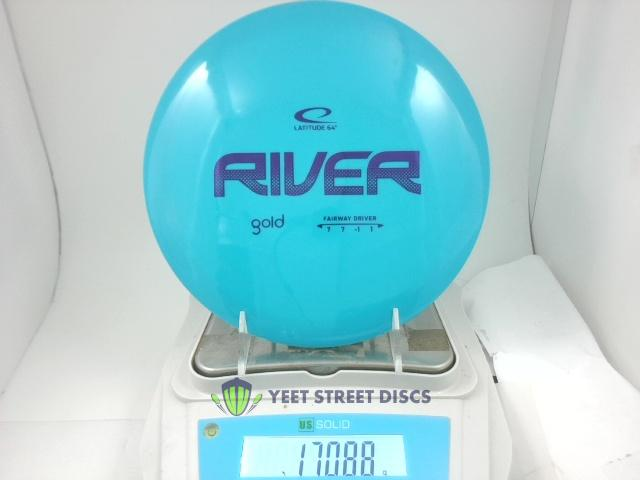 LATITUDE 64°
RIVER
gold
FAIRWAY DRIVER
7 7 -1 1
YEET STREET DISCS
US SOLID
170.88 g